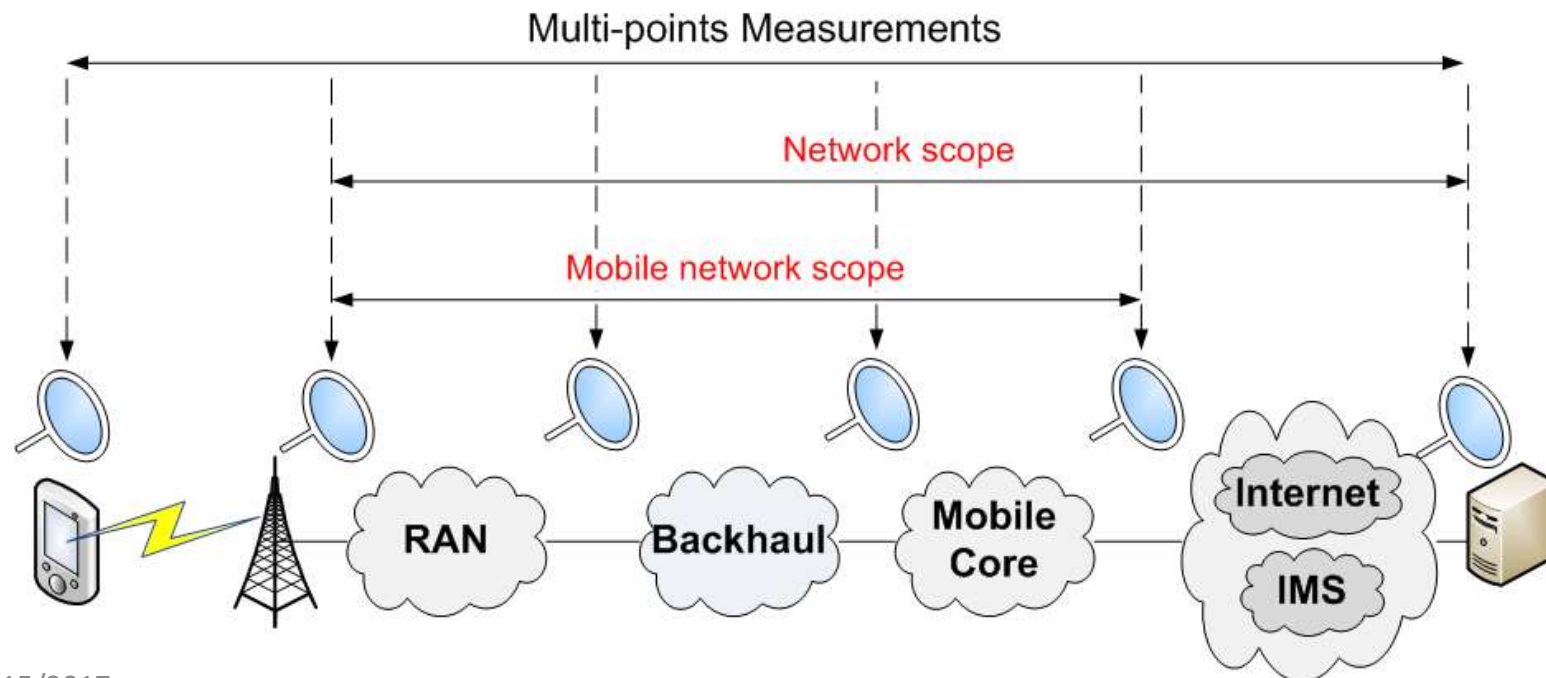 Multi-points Measurements
Network scope
Mobile network scope
RAN
Backhaul
Mobile
Core
Internet
IMS